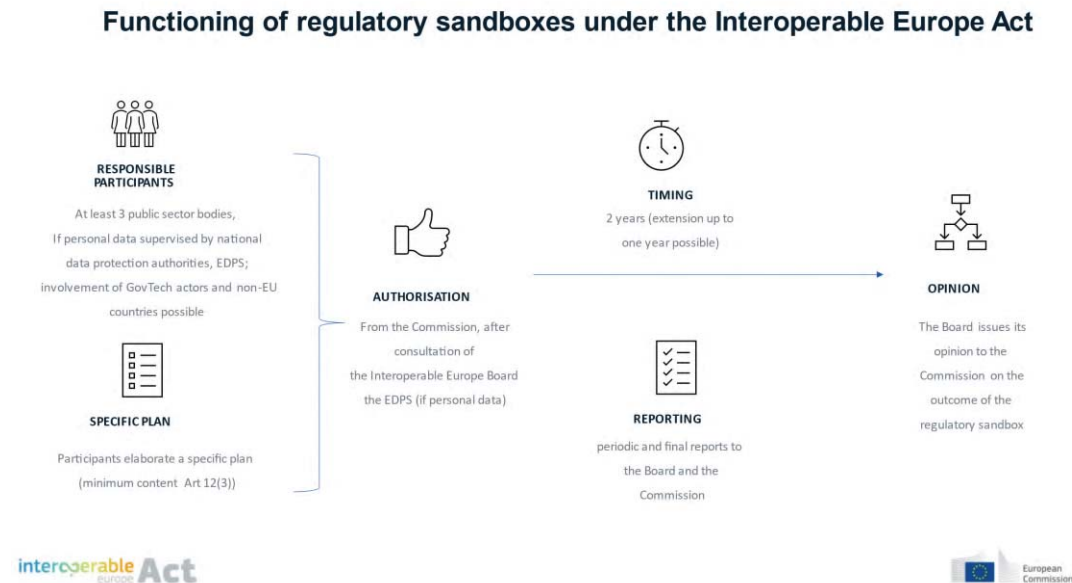 Functioning of regulatory sandboxes under the Interoperable Europe Act
RESPONSIBLE
PARTICIPANTS
At least 3 public sector bodies,
If personal data supervised by national
data protection authorities, EDPS;
involvement of GovTech actors and non-EU
countries possible
SPECIFIC PLAN
Participants elaborate a specific plan
(minimum content Art 12(3))
AUTHORISATION
From the Commission, after
consultation of
the Interoperable Europe Board
the EDPS (if personal data)
TIMING
2 years (extension up to
one year possible)
REPORTING
periodic and final reports to
the Board and the
Commission
OPINION
The Board issues its
opinion to the
Commission on the
outcome of the
regulatory sandbox
interoperable
europe
Act
European
Commission